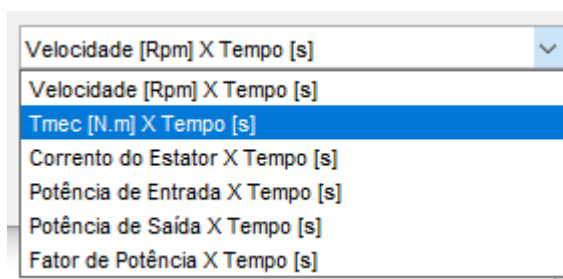 Velocidade [Rpm] X Tempo [s]
Velocidade [Rpm] X Tempo [s]
Tmec [N.m] X Tempo [s]
Corrento do Estator X Tempo [s]
Potência de Entrada X Tempo [s]
Potência de Saída X Tempo [s]
Fator de Potência X Tempo [s]